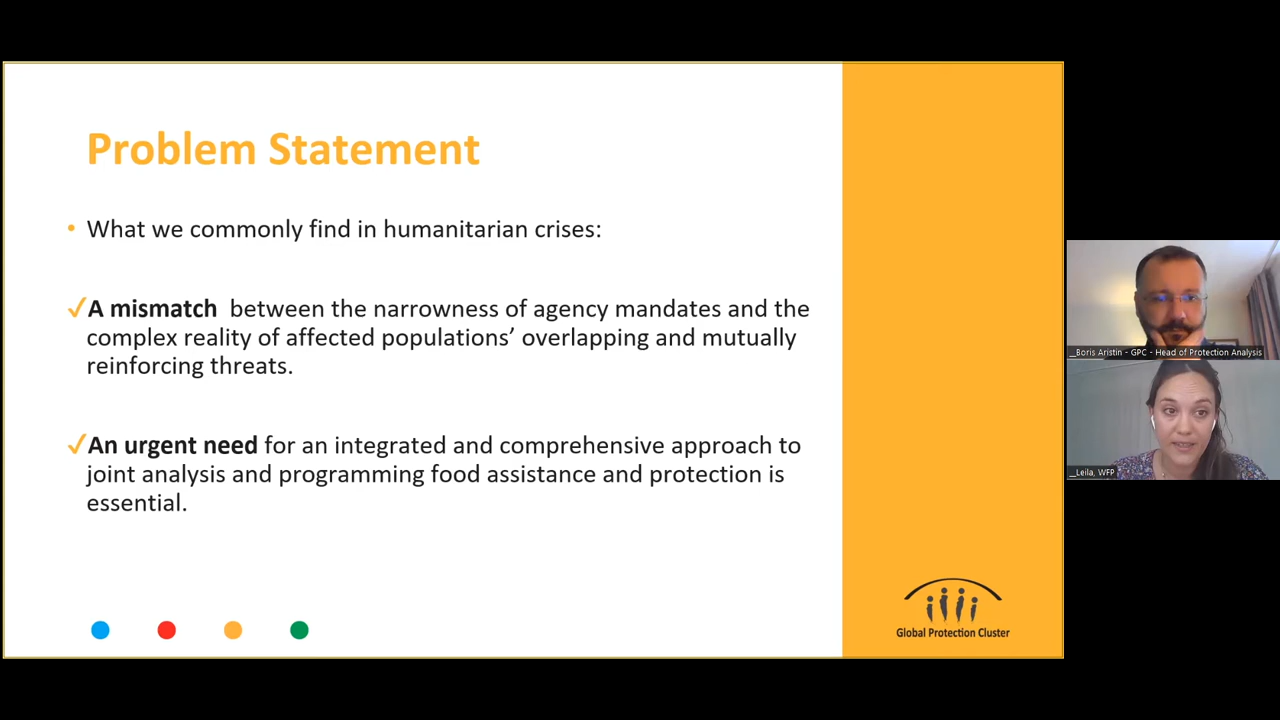 Problem Statement
• What we commonly find in humanitarian crises:
✓A mismatch between the narrowness of agency mandates and the
complex reality of affected populations’ overlapping and mutually
reinforcing threats.
✓An urgent need for an integrated and comprehensive approach to
joint analysis and programming food assistance and protection is
essential.
Global Protection Cluster
__Boris Aristin - GPC - Head of Protection Analysis
__Leila, WFP